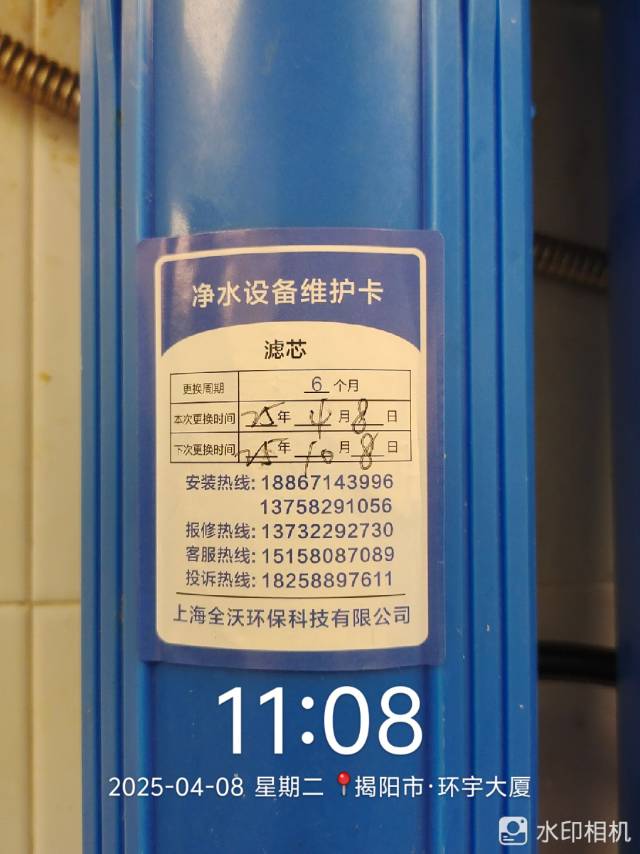 净水设备维护卡
滤芯
更换周期 6 个月
本次更换时间 25 年 4 月 8 日
下次更换时间 25 年 10 月 8 日
安装热线: 18867143996
13758291056
报修热线: 13732292730
客服热线: 15158087089
投诉热线: 18258897611
上海全沃环保科技有限公司
11:08
2025-04-08 星期二 📍揭阳市·环宇大厦
水印相机